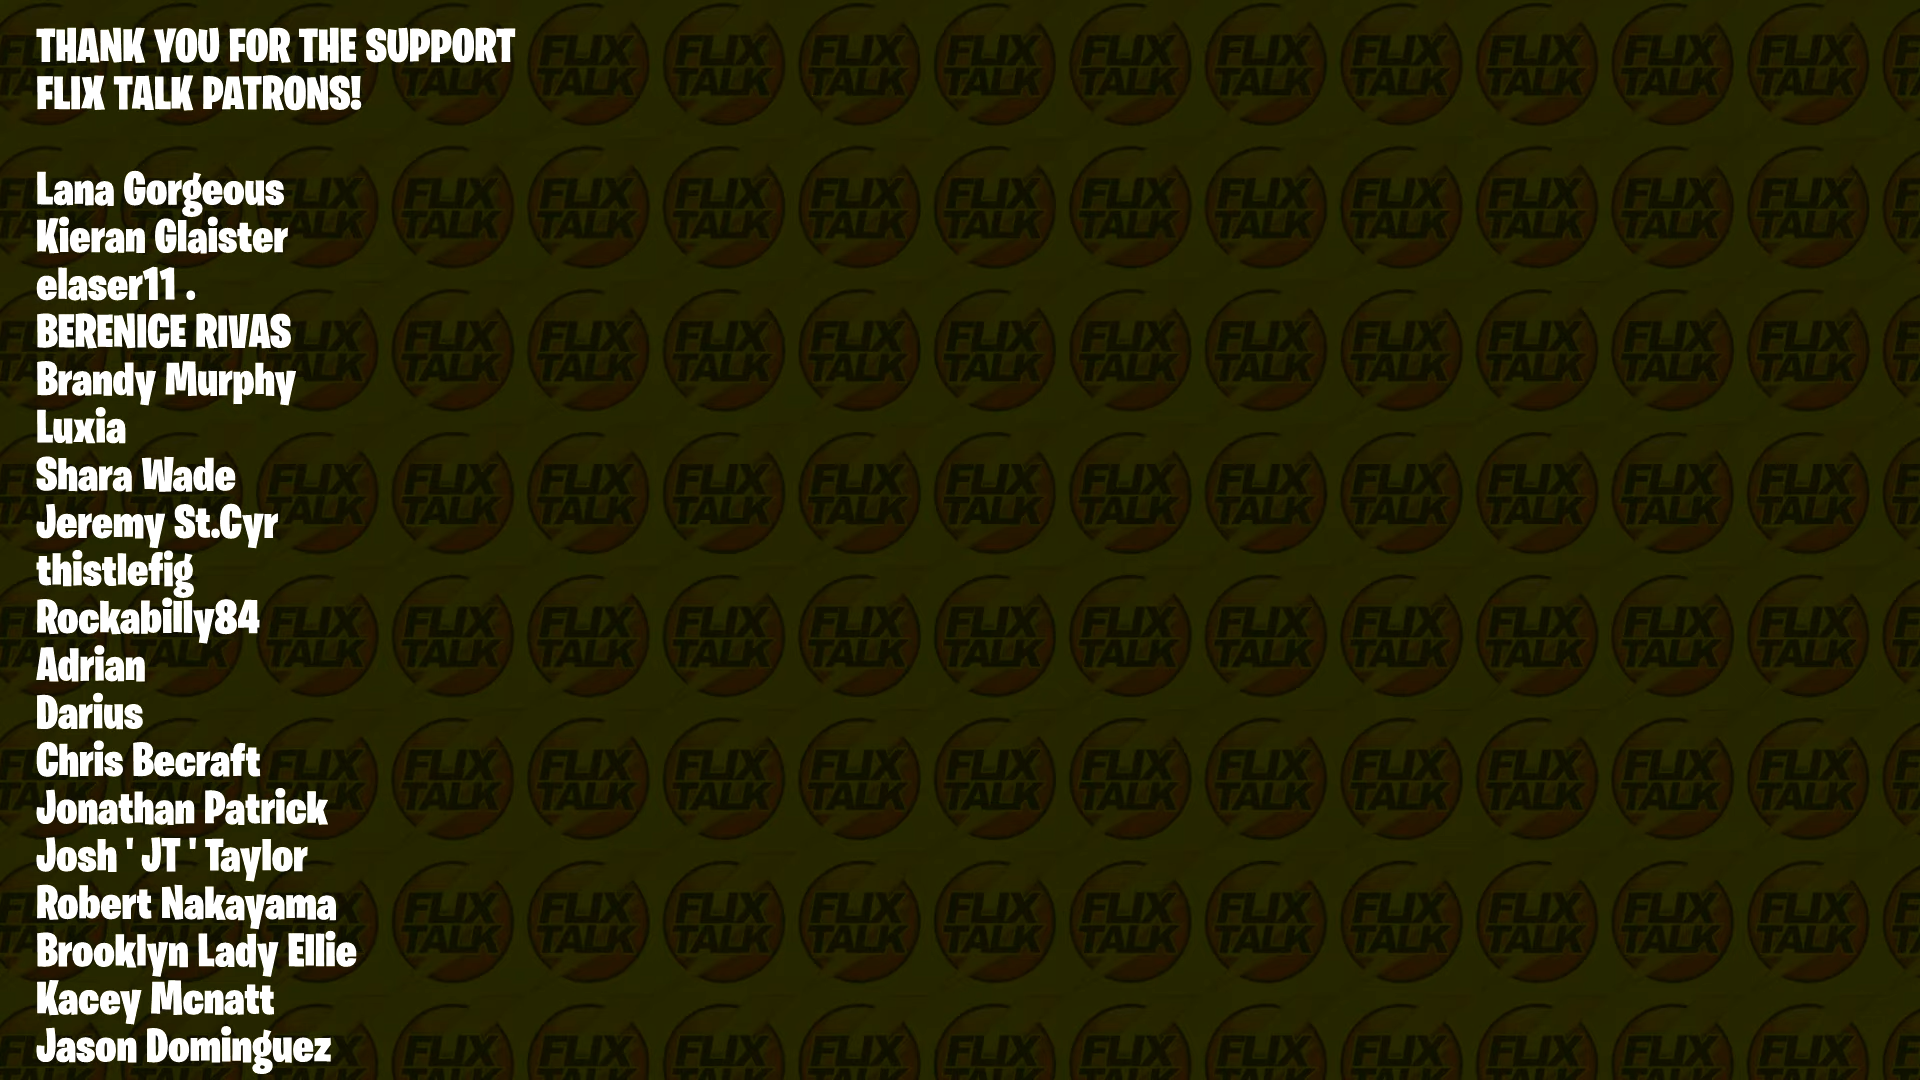 THANK YOU FOR THE SUPPORT
FLIX TALK PATRONS!
Lana Gorgeous
Kieran Glaister
elaser11 .
BERENICE RIVAS
Brandy Murphy
Luxia
Shara Wade
Jeremy St.Cyr
thistlefig
Rockabilly84
Adrian
Darius
Chris Becraft
Jonathan Patrick
Josh ' JT ' Taylor
Robert Nakayama
Brooklyn Lady Ellie
Kacey Mcnatt
Jason Dominguez
FLIX
TALK